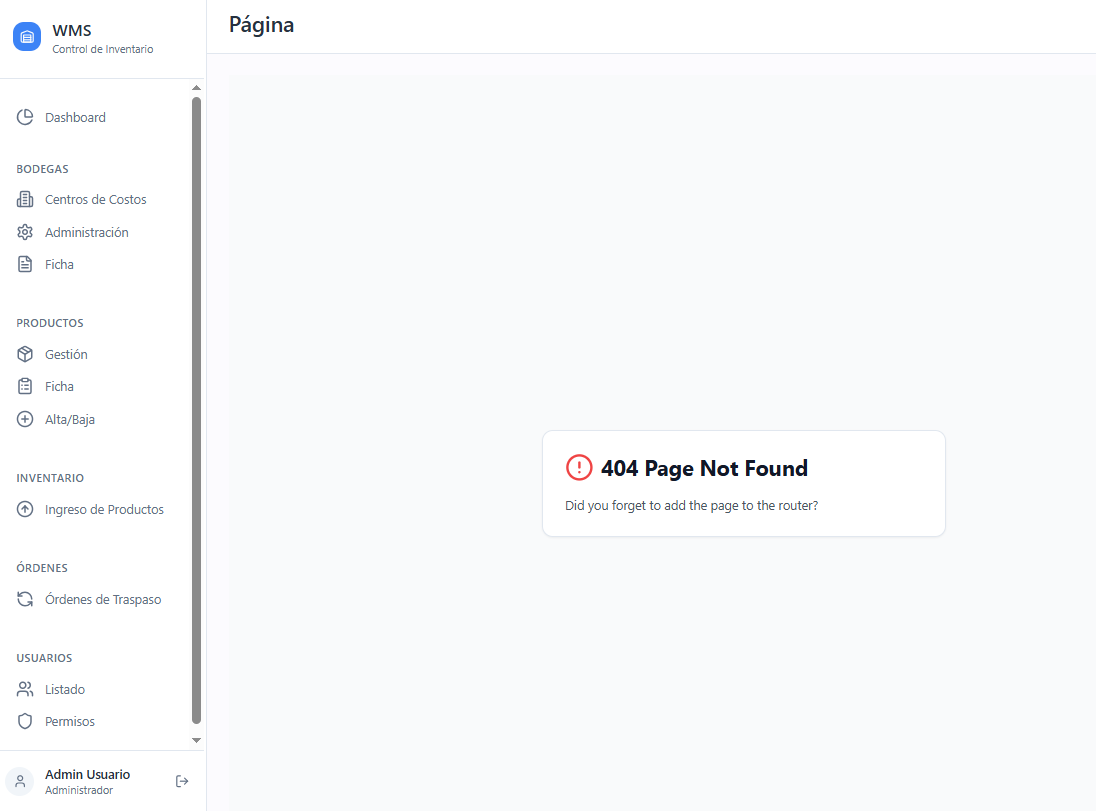 WMS
Control de Inventario
Dashboard
BODEGAS
Centros de Costos
Administración
Ficha
PRODUCTOS
Gestión
Ficha
Alta/Baja
INVENTARIO
Ingreso de Productos
ÓRDENES
Órdenes de Traspaso
USUARIOS
Listado
Permisos
Admin Usuario
Administrador
Página
404 Page Not Found
Did you forget to add the page to the router?